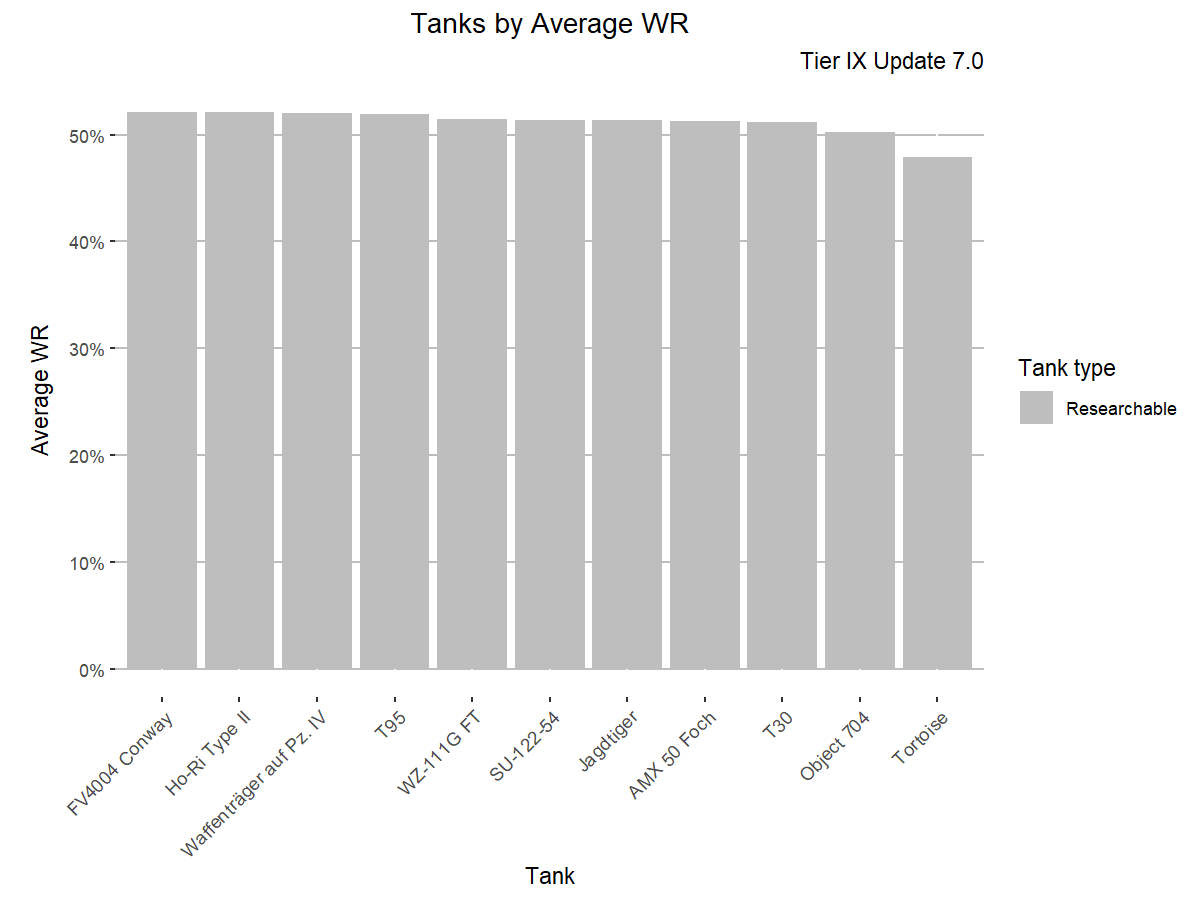 Tanks by Average WR
Tier IX Update 7.0
Average WR
50%
40%
30%
20%
10%
0%
FV4004 Conway
Ho-Ri Type II
Waffenträger auf Pz. IV
T95
WZ-111G FT
SU-122-54
Jagdtiger
AMX 50 Foch
T30
Object 704
Tortoise
Tank
Tank type
Researchable